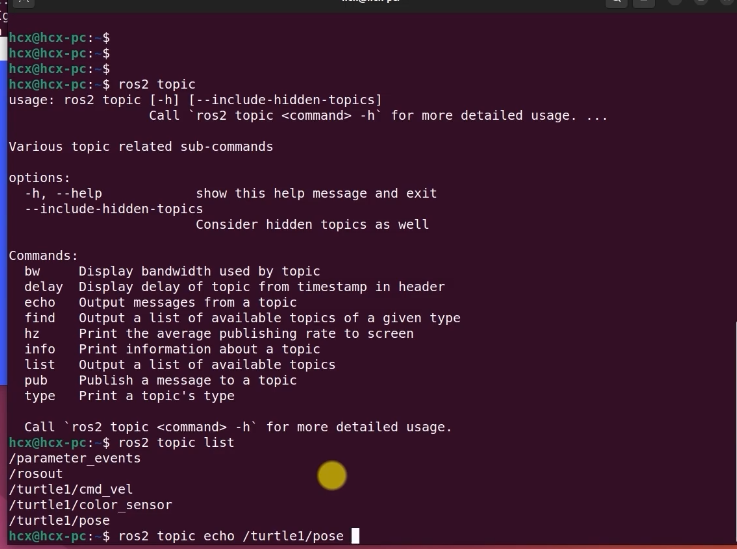 hcx@hcx-pc:~$
hcx@hcx-pc:~$
hcx@hcx-pc:~$
hcx@hcx-pc:~$ ros2 topic
usage: ros2 topic [-h] [--include-hidden-topics]
                  Call `ros2 topic <command> -h` for more detailed usage. ...

Various topic related sub-commands

options:
  -h, --help            show this help message and exit
  --include-hidden-topics
                        Consider hidden topics as well

Commands:
  bw     Display bandwidth used by topic
  delay  Display delay of topic from timestamp in header
  echo   Output messages from a topic
  find   Output a list of available topics of a given type
  hz     Print the average publishing rate to screen
  info   Print information about a topic
  list   Output a list of available topics
  pub    Publish a message to a topic
  type   Print a topic's type

  Call `ros2 topic <command> -h` for more detailed usage.
hcx@hcx-pc:~$ ros2 topic list
/parameter_events
/rosout
/turtle1/cmd_vel
/turtle1/color_sensor
/turtle1/pose
hcx@hcx-pc:~$ ros2 topic echo /turtle1/pose